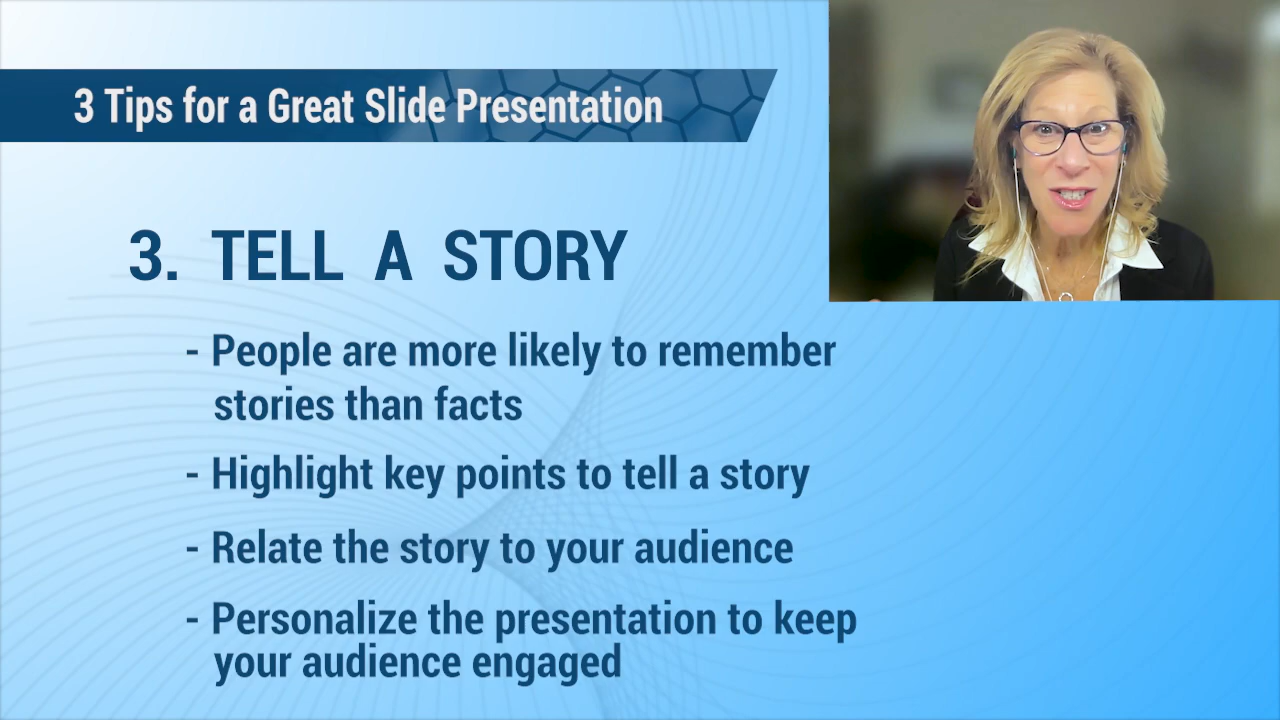 3 Tips for a Great Slide Presentation
3. TELL A STORY
- People are more likely to remember
stories than facts
- Highlight key points to tell a story
- Relate the story to your audience
- Personalize the presentation to keep
your audience engaged